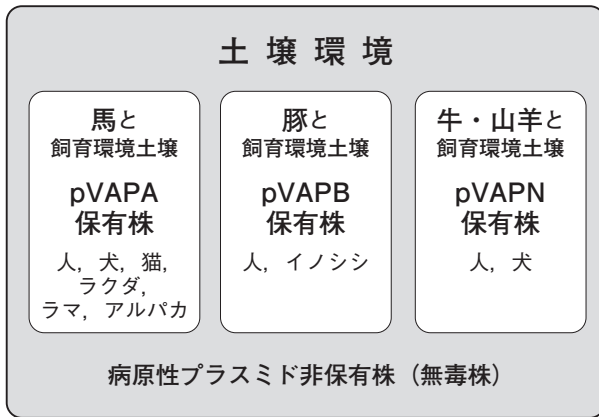 土壌環境
馬と
飼育環境土壌
pVAPA
保有株
人，犬，猫，
ラクダ，
ラマ，アルパカ
豚と
飼育環境土壌
pVAPB
保有株
人，イノシシ
牛・山羊と
飼育環境土壌
pVAPN
保有株
人，犬
病原性プラスミド非保有株（無毒株）